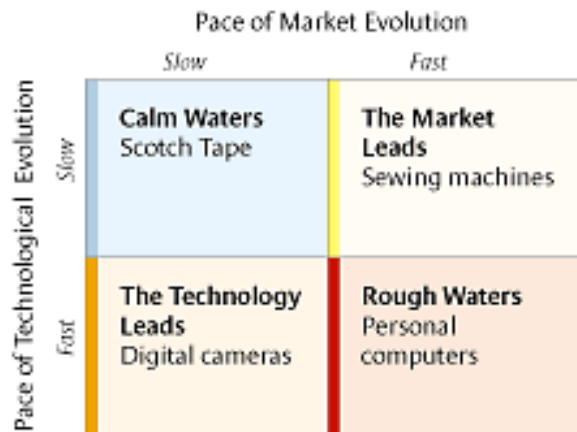 Pace of Market Evolution
Slow
Fast
Pace of Technological Evolution
Slow
Calm Waters
Scotch Tape
The Market
Leads
Sewing machines
Fast
The Technology
Leads
Digital cameras
Rough Waters
Personal
computers